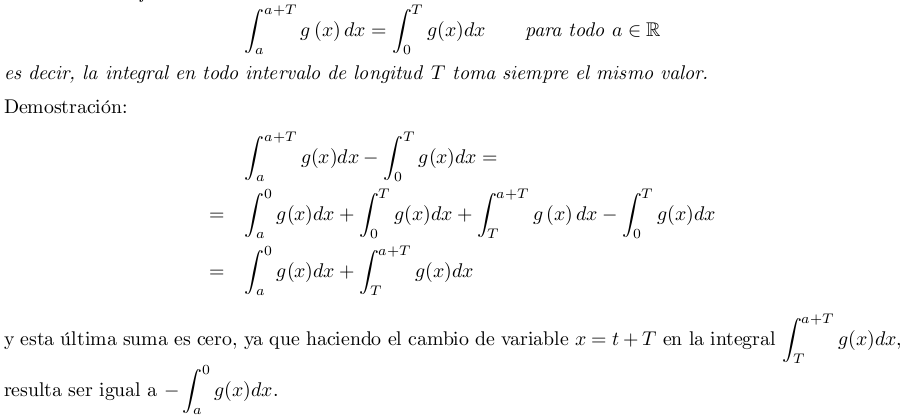 ∫_a^{a+T} g(x) dx = ∫_0^T g(x)dx para todo a ∈ ℝ
es decir, la integral en todo intervalo de longitud T toma siempre el mismo valor.
Demostración:
∫_a^{a+T} g(x)dx − ∫_0^T g(x)dx =
= ∫_a^0 g(x)dx + ∫_0^T g(x)dx + ∫_T^{a+T} g(x) dx − ∫_0^T g(x)dx
= ∫_a^0 g(x)dx + ∫_T^{a+T} g(x)dx
y esta última suma es cero, ya que haciendo el cambio de variable x = t + T en la integral ∫_T^{a+T} g(x)dx,
resulta ser igual a − ∫_a^0 g(x)dx.